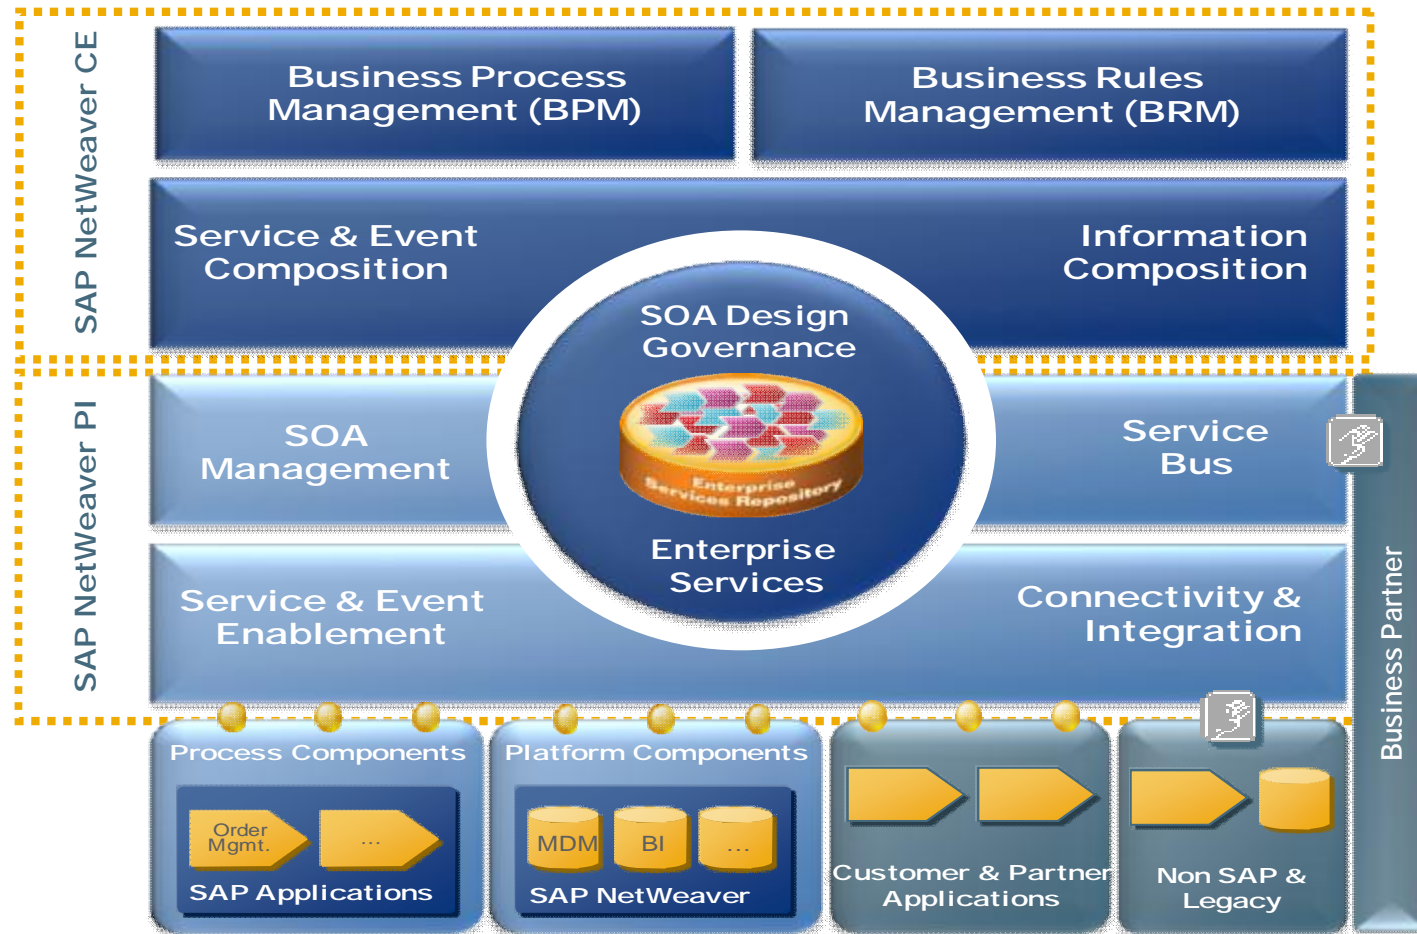 SAP NetWeaver CE
Business Process
Management (BPM)
Business Rules
Management (BRM)
Service & Event
Composition
Information
Composition
SOA Design
Governance
Enterprise
Services Repository
Enterprise
Services
SAP NetWeaver PI
SOA
Management
Service
Bus
Service & Event
Enablement
Connectivity &
Integration
Business Partner
Process Components
Order
Mgmt.
...
SAP Applications
Platform Components
MDM
BI
...
SAP NetWeaver
Customer & Partner
Applications
Non SAP &
Legacy